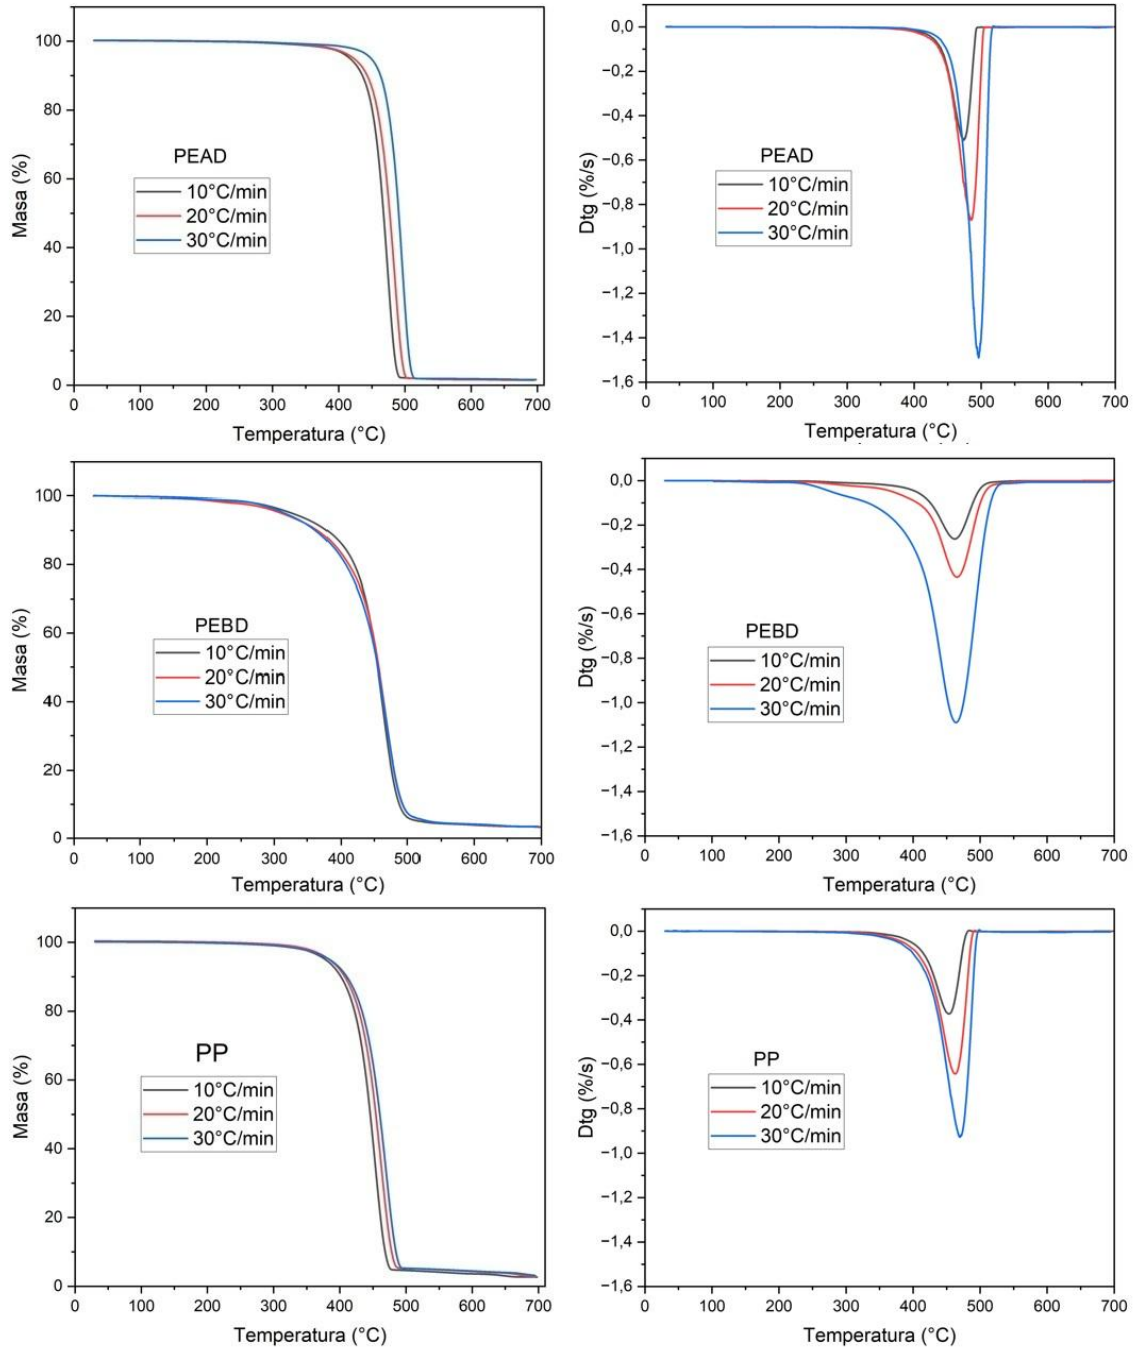 100
80
60
40
20
0
Masa (%)
PEAD
10°C/min
20°C/min
30°C/min
0 100 200 300 400 500 600 700
Temperatura (°C)
0,0
−0,2
−0,4
−0,6
−0,8
−1,0
−1,2
−1,4
−1,6
Dtg (%/s)
PEAD
10°C/min
20°C/min
30°C/min
0 100 200 300 400 500 600 700
Temperatura (°C)
100
80
60
40
20
0
Masa (%)
PEBD
10°C/min
20°C/min
30°C/min
0 100 200 300 400 500 600 700
Temperatura (°C)
0,0
−0,2
−0,4
−0,6
−0,8
−1,0
−1,2
−1,4
−1,6
Dtg (%/s)
PEBD
10°C/min
20°C/min
30°C/min
0 100 200 300 400 500 600 700
Temperatura (°C)
100
80
60
40
20
0
Masa (%)
PP
10°C/min
20°C/min
30°C/min
0 100 200 300 400 500 600 700
Temperatura (°C)
0,0
−0,2
−0,4
−0,6
−0,8
−1,0
−1,2
−1,4
−1,6
Dtg (%/s)
PP
10°C/min
20°C/min
30°C/min
0 100 200 300 400 500 600 700
Temperatura (°C)